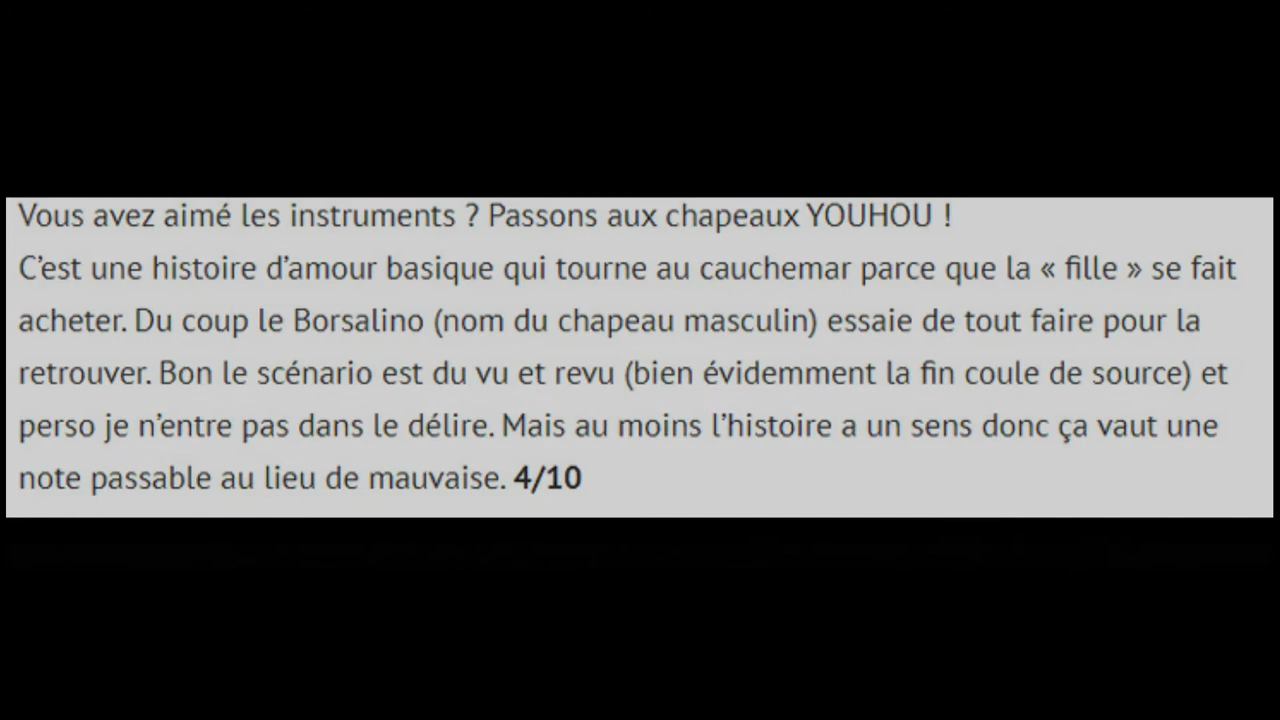 Vous avez aimé les instruments ? Passons aux chapeaux YOUHOU !
C’est une histoire d’amour basique qui tourne au cauchemar parce que la « fille » se fait
acheter. Du coup le Borsalino (nom du chapeau masculin) essaie de tout faire pour la
retrouver. Bon le scénario est du vu et revu (bien évidemment la fin coule de source) et
perso je n’entre pas dans le délire. Mais au moins l’histoire a un sens donc ça vaut une
note passable au lieu de mauvaise. 4/10